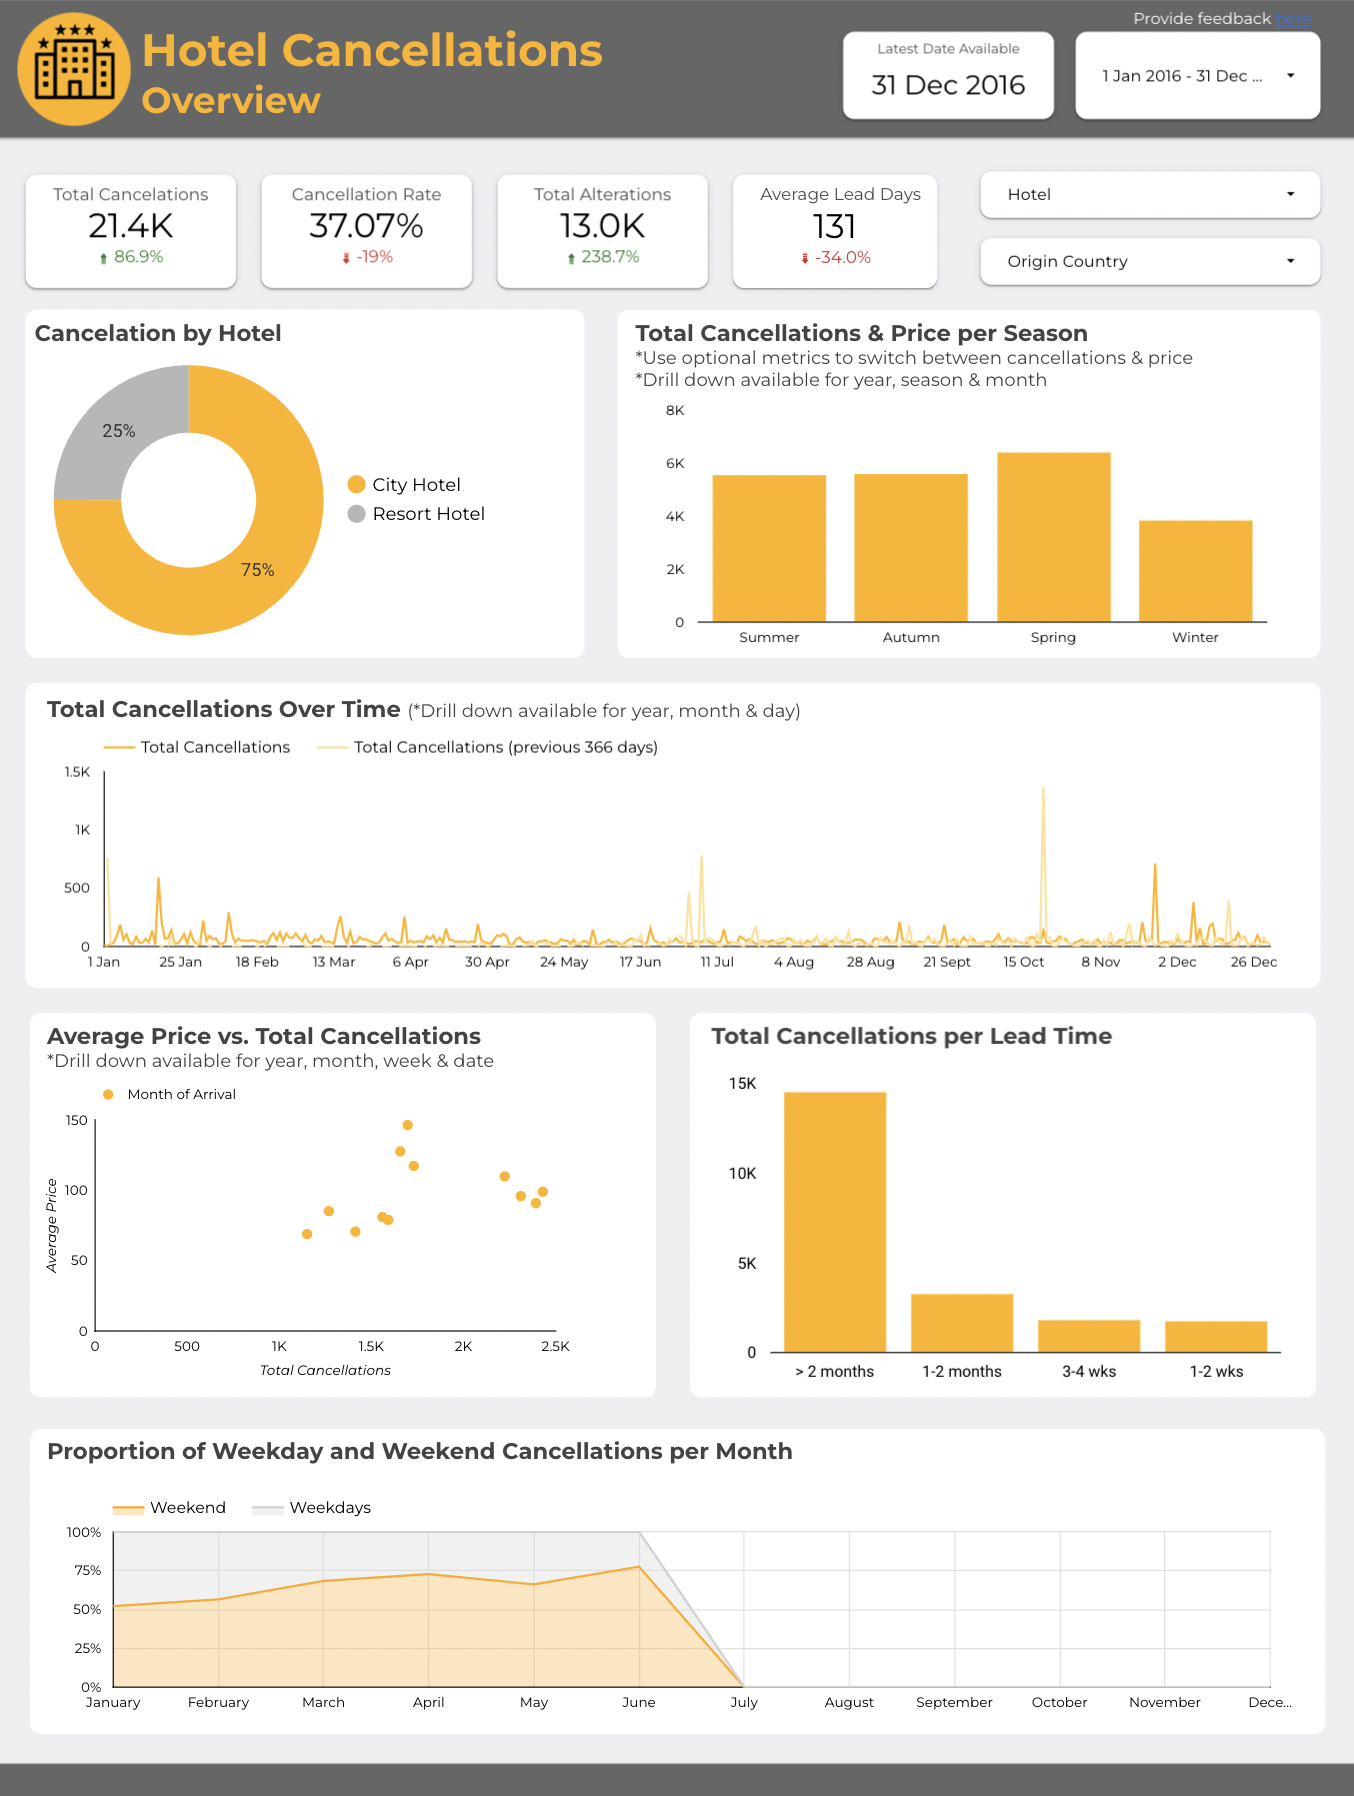 Provide feedback here
Hotel Cancellations
Overview
Latest Date Available
31 Dec 2016
1 Jan 2016 - 31 Dec ...
Total Cancelations
21.4K
86.9%
Cancellation Rate
37.07%
-19%
Total Alterations
13.0K
238.7%
Average Lead Days
131
-34.0%
Hotel
Origin Country
Cancelation by Hotel
25%
75%
City Hotel
Resort Hotel
Total Cancellations & Price per Season
*Use optional metrics to switch between cancellations & price
*Drill down available for year, season & month
8K
6K
4K
2K
0
Summer Autumn Spring Winter
Total Cancellations Over Time (*Drill down available for year, month & day)
Total Cancellations Total Cancellations (previous 366 days)
1.5K
1K
500
0
1 Jan 25 Jan 18 Feb 13 Mar 6 Apr 30 Apr 24 May 17 Jun 11 Jul 4 Aug 28 Aug 21 Sept 15 Oct 8 Nov 2 Dec 26 Dec
Average Price vs. Total Cancellations
*Drill down available for year, month, week & date
Month of Arrival
150
100
50
0
Average Price
0 500 1K 1.5K 2K 2.5K
Total Cancellations
Total Cancellations per Lead Time
15K
10K
5K
0
> 2 months 1-2 months 3-4 wks 1-2 wks
Proportion of Weekday and Weekend Cancellations per Month
Weekend Weekdays
100%
75%
50%
25%
0%
January February March April May June July August September October November Dece...